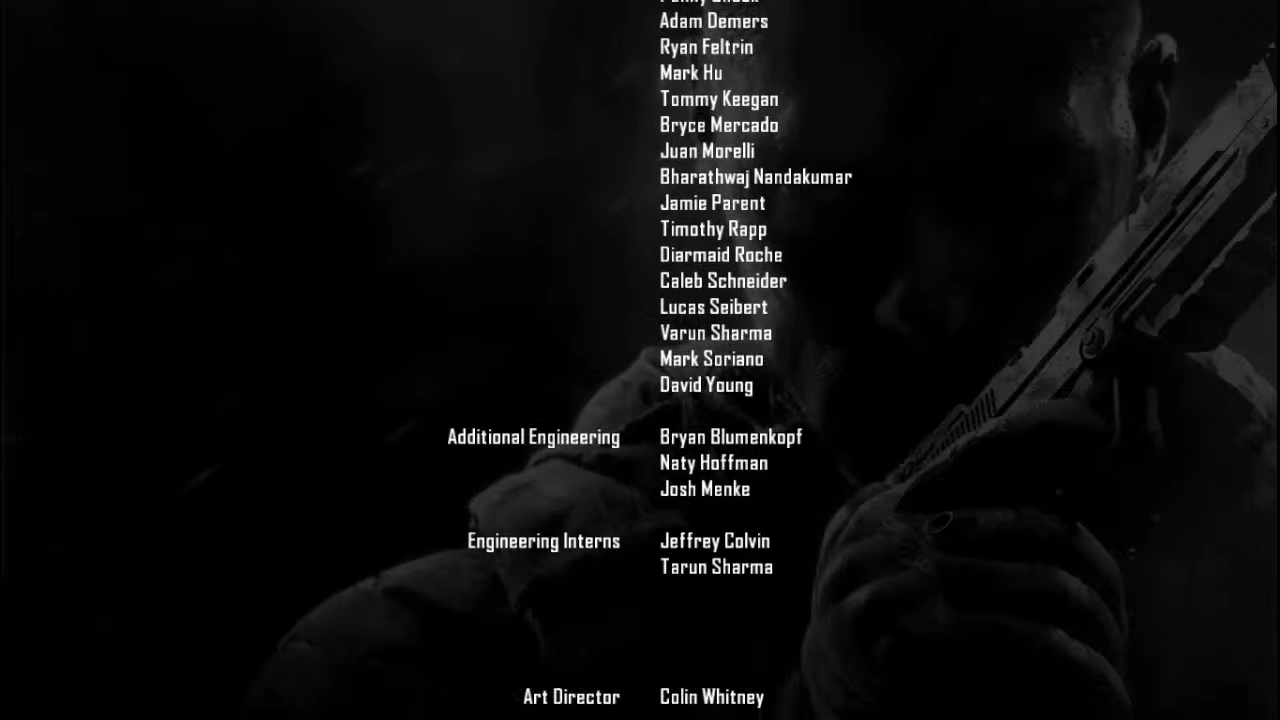 Adam Demers
Ryan Feltrin
Mark Hu
Tommy Keegan
Bryce Mercado
Juan Morelli
Bharathwaj Nandakumar
Jamie Parent
Timothy Rapp
Diarmaid Roche
Caleb Schneider
Lucas Seibert
Varun Sharma
Mark Soriano
David Young
Additional Engineering Bryan Blumenkopf
Naty Hoffman
Josh Menke
Engineering Interns Jeffrey Colvin
Tarun Sharma
Art Director Colin Whitney